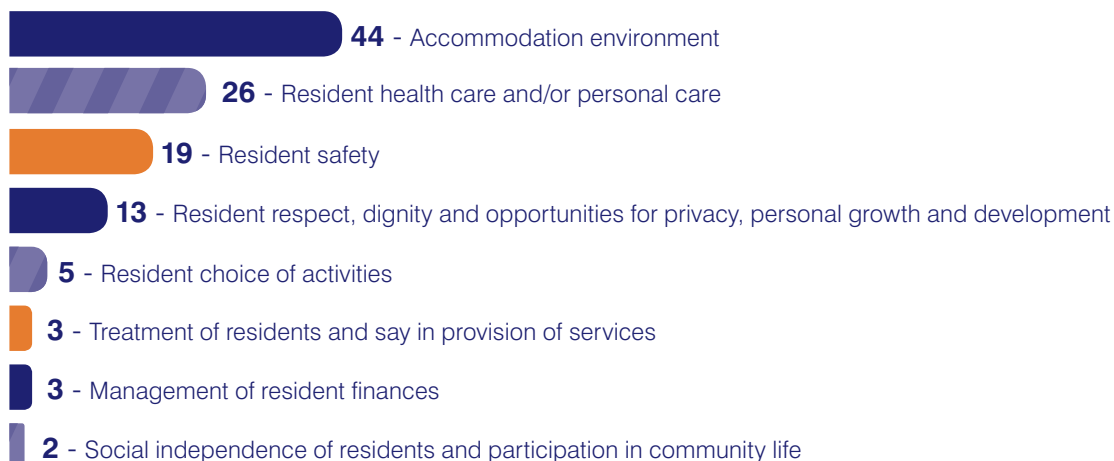 44 - Accommodation environment
26 - Resident health care and/or personal care
19 - Resident safety
13 - Resident respect, dignity and opportunities for privacy, personal growth and development
5 - Resident choice of activities
3 - Treatment of residents and say in provision of services
3 - Management of resident finances
2 - Social independence of residents and participation in community life